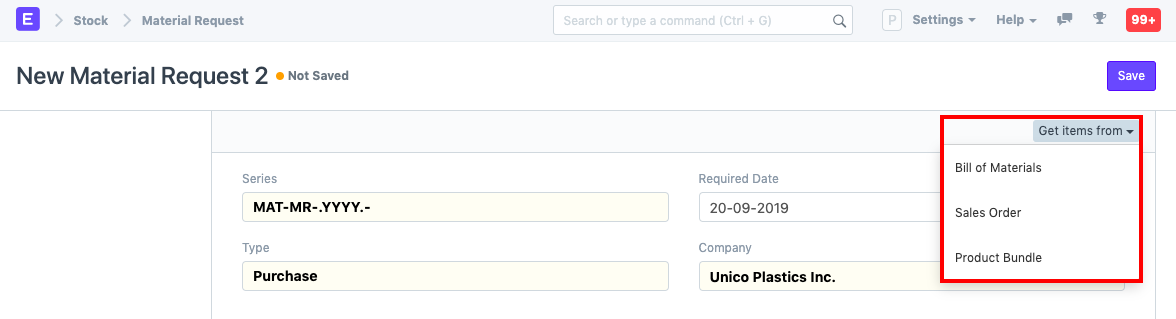 E
Stock
Material Request
Search or type a command (Ctrl + G)
P
Settings
Help
99+
New Material Request 2
Not Saved
Save
Get items from
Bill of Materials
Sales Order
Product Bundle
Series
MAT-MR-.YYYY.-
Required Date
20-09-2019
Type
Purchase
Company
Unico Plastics Inc.